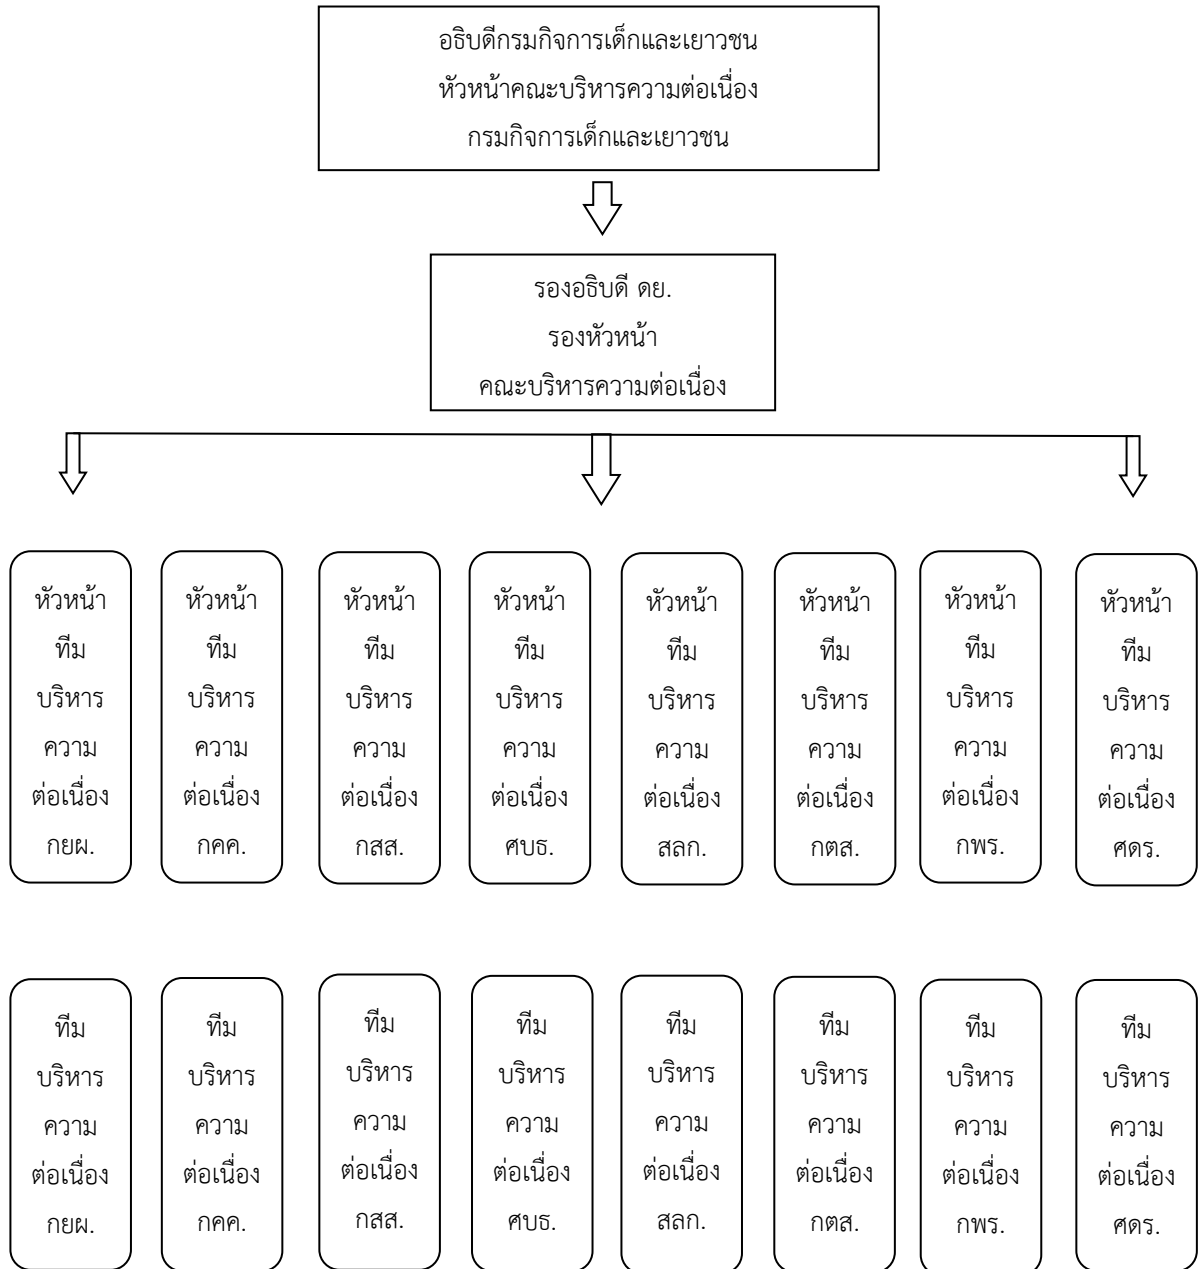 อธิบดีกรมกิจการเด็กและเยาวชน
หัวหน้าคณะบริหารความต่อเนื่อง
กรมกิจการเด็กและเยาวชน
รองอธิบดี ดย.
รองหัวหน้า
คณะบริหารความต่อเนื่อง
หัวหน้า
ทีม
บริหาร
ความ
ต่อเนื่อง
กยผ.
หัวหน้า
ทีม
บริหาร
ความ
ต่อเนื่อง
กคค.
หัวหน้า
ทีม
บริหาร
ความ
ต่อเนื่อง
กสส.
หัวหน้า
ทีม
บริหาร
ความ
ต่อเนื่อง
ศบธ.
หัวหน้า
ทีม
บริหาร
ความ
ต่อเนื่อง
สลก.
หัวหน้า
ทีม
บริหาร
ความ
ต่อเนื่อง
กตส.
หัวหน้า
ทีม
บริหาร
ความ
ต่อเนื่อง
กพร.
หัวหน้า
ทีม
บริหาร
ความ
ต่อเนื่อง
ศดร.
ทีม
บริหาร
ความ
ต่อเนื่อง
กยผ.
ทีม
บริหาร
ความ
ต่อเนื่อง
กคค.
ทีม
บริหาร
ความ
ต่อเนื่อง
กสส.
ทีม
บริหาร
ความ
ต่อเนื่อง
ศบธ.
ทีม
บริหาร
ความ
ต่อเนื่อง
สลก.
ทีม
บริหาร
ความ
ต่อเนื่อง
กตส.
ทีม
บริหาร
ความ
ต่อเนื่อง
กพร.
ทีม
บริหาร
ความ
ต่อเนื่อง
ศดร.